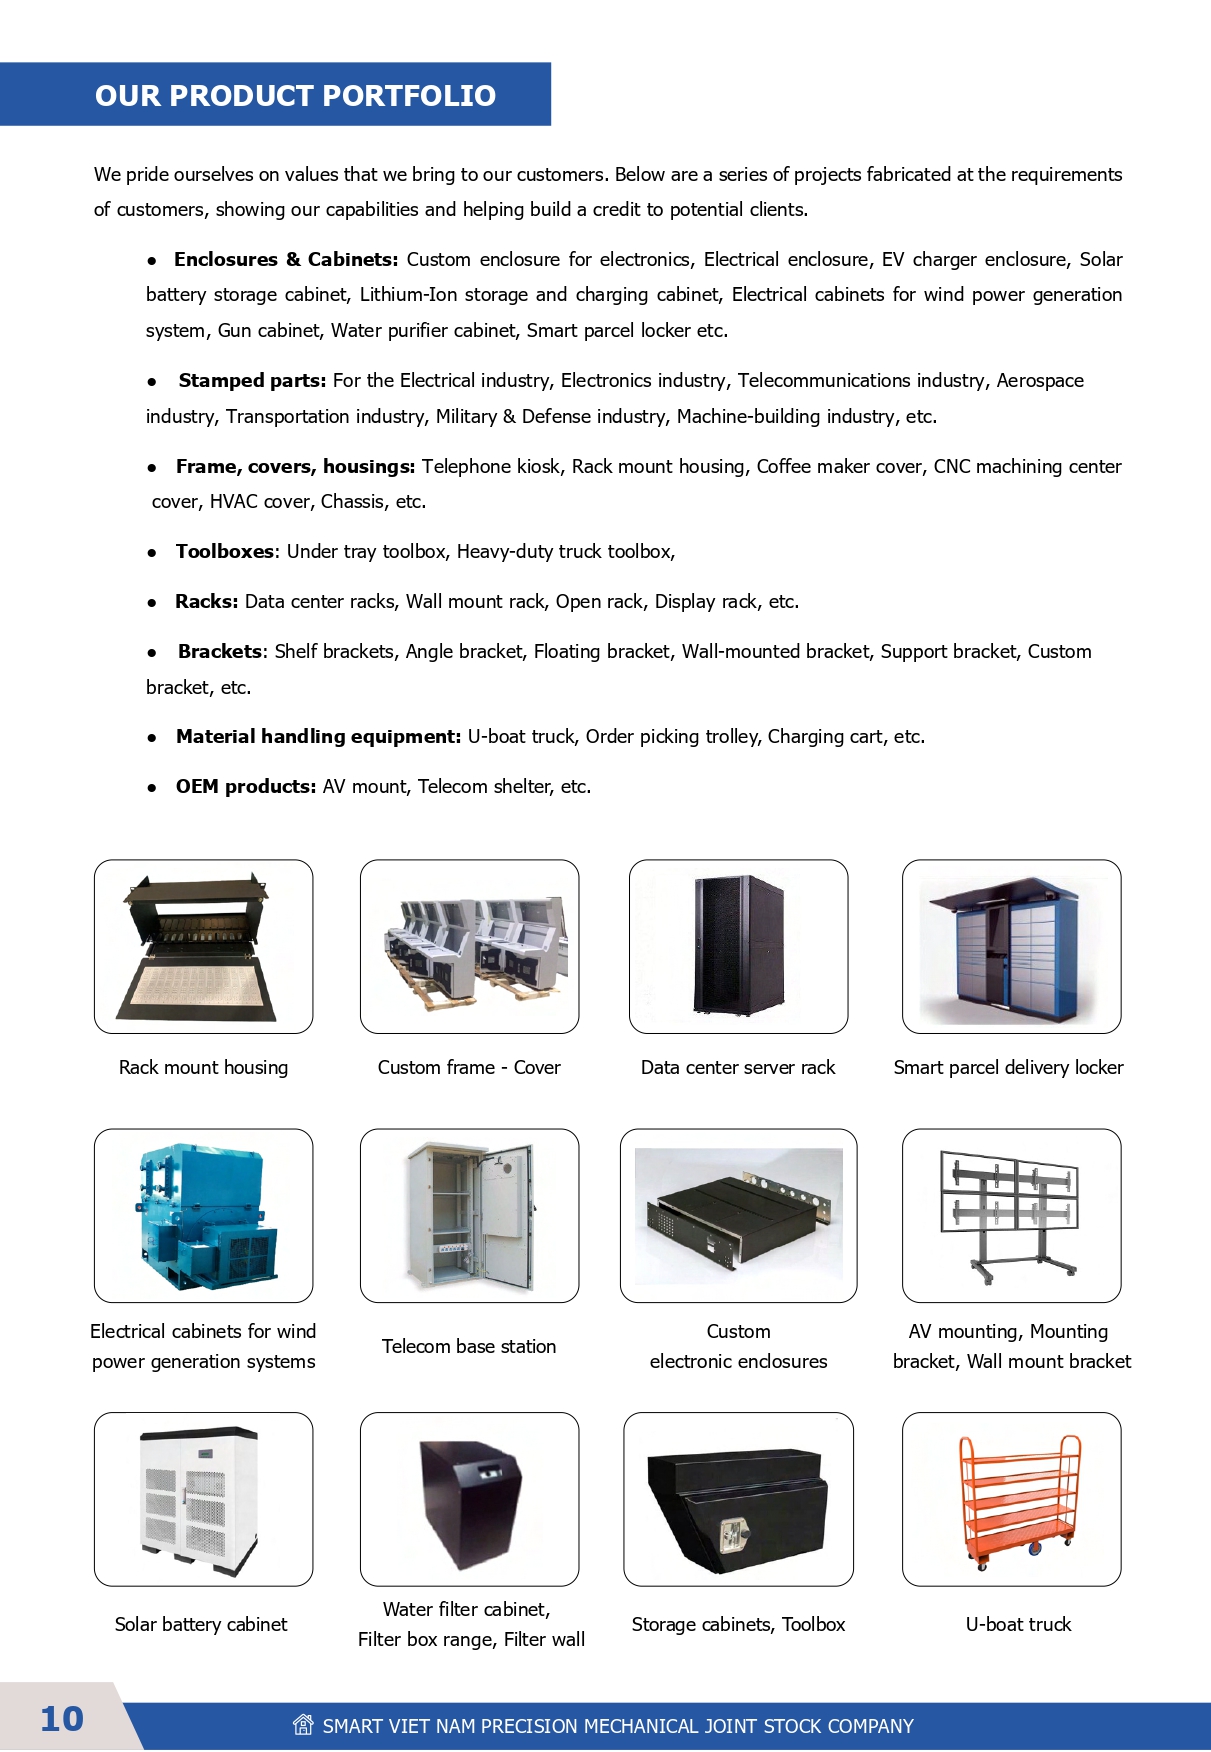 OUR PRODUCT PORTFOLIO
We pride ourselves on values that we bring to our customers. Below are a series of projects fabricated at the requirements
of customers, showing our capabilities and helping build a credit to potential clients.
● Enclosures & Cabinets: Custom enclosure for electronics, Electrical enclosure, EV charger enclosure, Solar
battery storage cabinet, Lithium-Ion storage and charging cabinet, Electrical cabinets for wind power generation
system, Gun cabinet, Water purifier cabinet, Smart parcel locker etc.
● Stamped parts: For the Electrical industry, Electronics industry, Telecommunications industry, Aerospace
industry, Transportation industry, Military & Defense industry, Machine-building industry, etc.
● Frame, covers, housings: Telephone kiosk, Rack mount housing, Coffee maker cover, CNC machining center
cover, HVAC cover, Chassis, etc.
● Toolboxes: Under tray toolbox, Heavy-duty truck toolbox,
● Racks: Data center racks, Wall mount rack, Open rack, Display rack, etc.
● Brackets: Shelf brackets, Angle bracket, Floating bracket, Wall-mounted bracket, Support bracket, Custom
bracket, etc.
● Material handling equipment: U-boat truck, Order picking trolley, Charging cart, etc.
● OEM products: AV mount, Telecom shelter, etc.
Rack mount housing
Custom frame - Cover
Data center server rack
Smart parcel delivery locker
Electrical cabinets for wind
power generation systems
Telecom base station
Custom
electronic enclosures
AV mounting, Mounting
bracket, Wall mount bracket
Solar battery cabinet
Water filter cabinet,
Filter box range, Filter wall
Storage cabinets, Toolbox
U-boat truck
10
SMART VIET NAM PRECISION MECHANICAL JOINT STOCK COMPANY